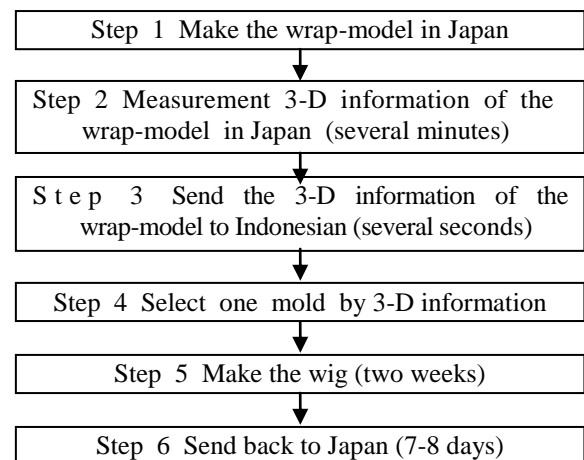 Step 1 Make the wrap-model in Japan
Step 2 Measurement 3-D information of the
wrap-model in Japan (several minutes)
Step 3 Send the 3-D information of the
wrap-model to Indonesian (several seconds)
Step 4 Select one mold by 3-D information
Step 5 Make the wig (two weeks)
Step 6 Send back to Japan (7-8 days)